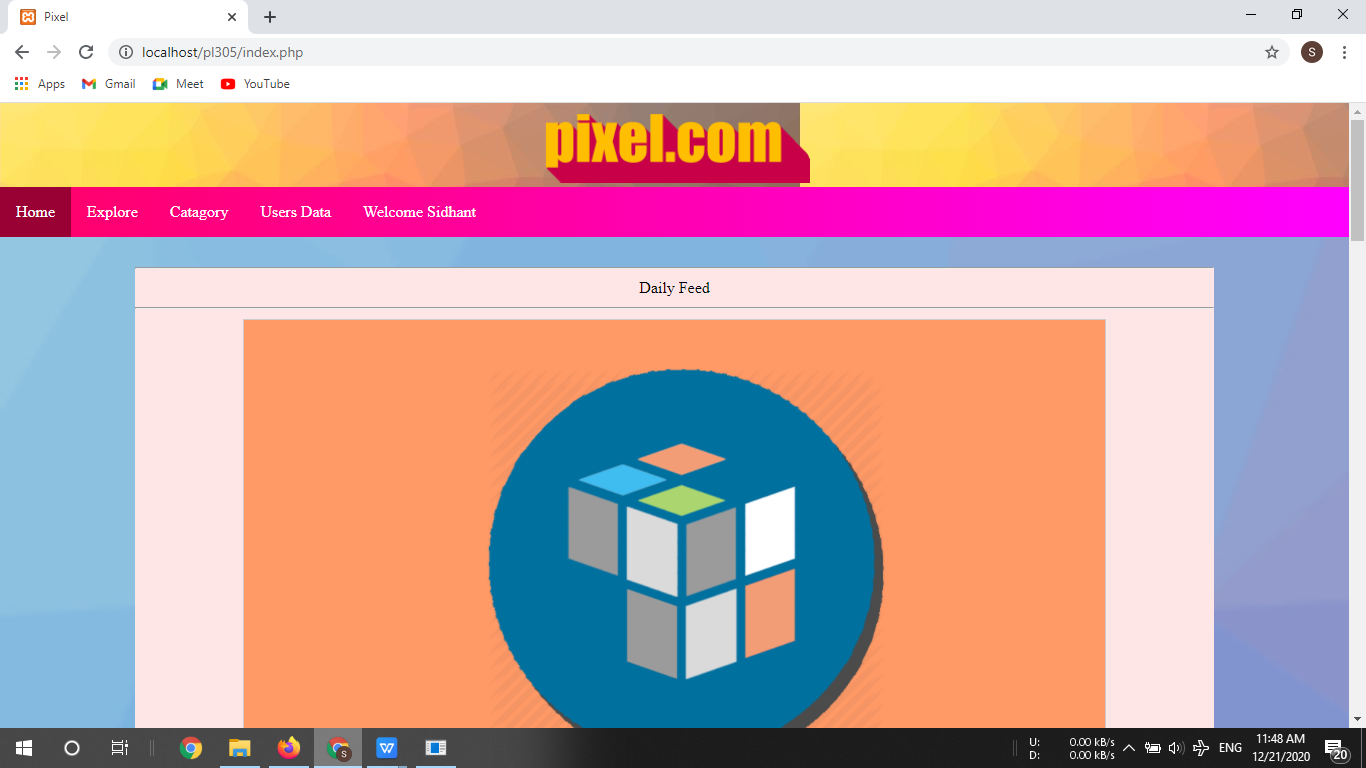 Pixel
localhost/pl305/index.php
S
Apps Gmail Meet YouTube
pixel.com
Home Explore Catagory Users Data Welcome Sidhant
Daily Feed
S
W
U: 0.00 kB/s
D: 0.00 kB/s
ENG
11:48 AM
12/21/2020
20